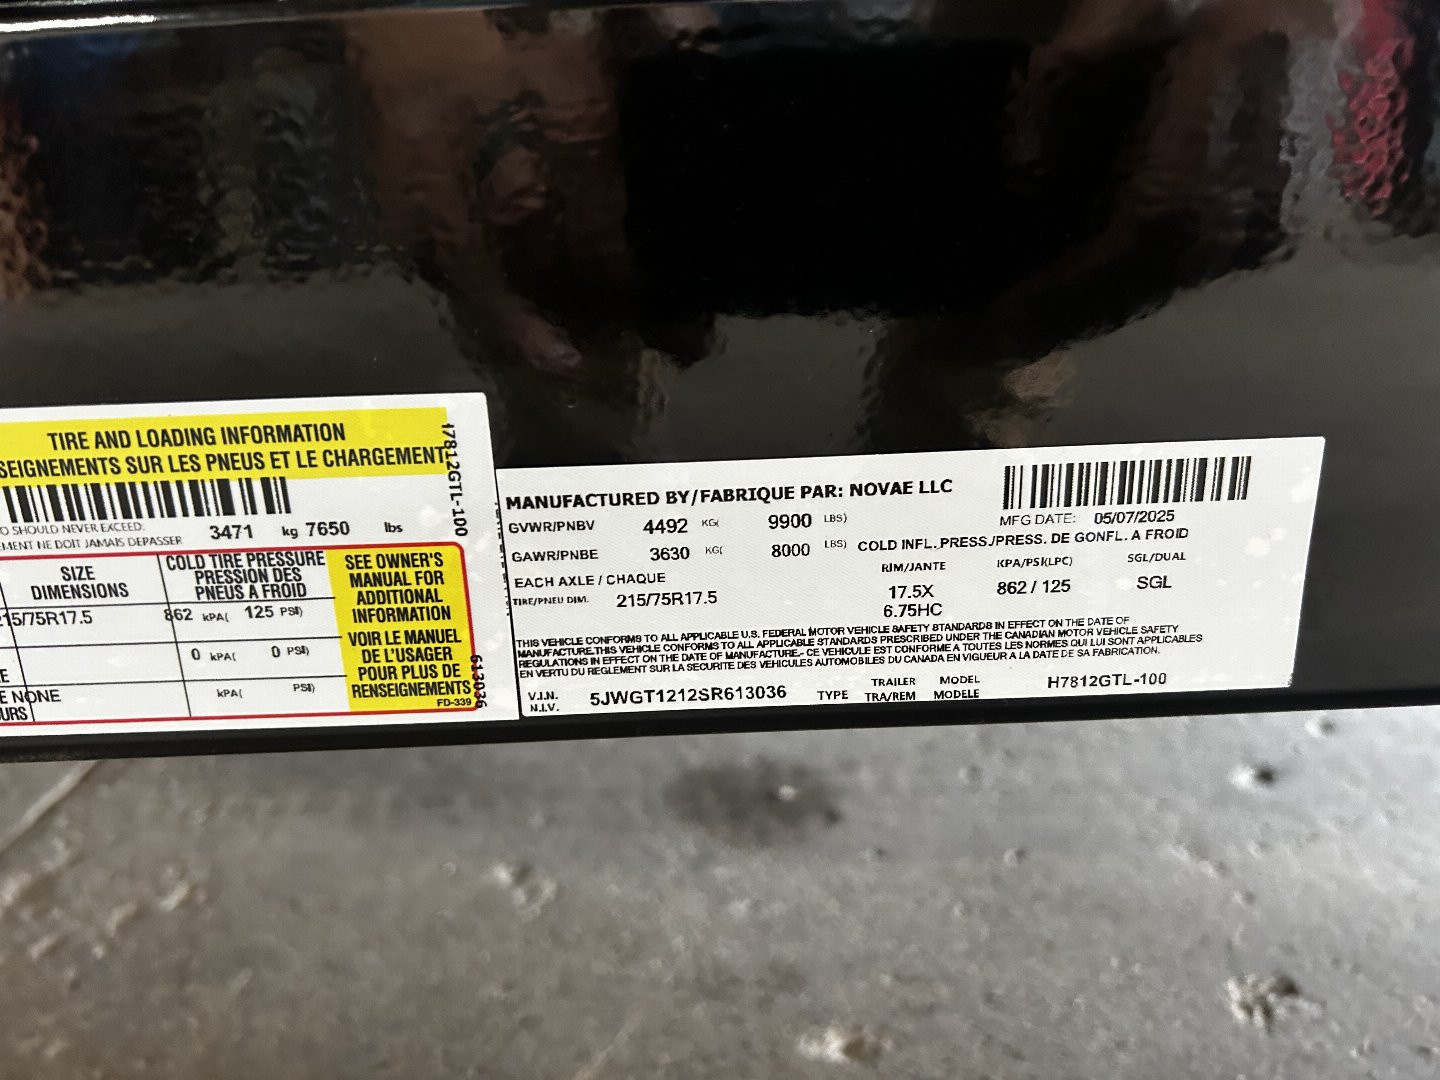 TIRE AND LOADING INFORMATION
SEIGNEMENTS SUR LES PNEUS ET LE CHARGEMENT
SHOULD NEVER EXCEED:
3471 kg 7650 lbs
NE DOIT JAMAIS DEPASSER
SIZE
DIMENSIONS
COLD TIRE PRESSURE
PRESSION DES
PNEUS A FROID
15/75R17.5
862 KPA( 125 PSI)
0 KPA( 0 PSI)
NONE
KPA( PSI)
SEE OWNER'S
MANUAL FOR
ADDITIONAL
INFORMATION
VOIR LE MANUEL
DE L'USAGER
POUR PLUS DE
RENSEIGNEMENTS
FD-339
7812GTL-100
613036
MANUFACTURED BY/FABRIQUE PAR: NOVAE LLC
MFG DATE: 05/07/2025
GVWR/PNBV 4492 KG( 9900 LBS)
GAWR/PNBE 3630 KG( 8000 LBS)
COLD INFL. PRESS./PRESS. DE GONFL. A FROID
EACH AXLE / CHAQUE
RIM/JANTE KPA/PSI(LPC) SGL/DUAL
TIRE/PNEU DIM. 215/75R17.5
17.5X
6.75HC
862 / 125
SGL
THIS VEHICLE CONFORMS TO ALL APPLICABLE U.S. FEDERAL MOTOR VEHICLE SAFETY STANDARDS IN EFFECT ON THE DATE OF
MANUFACTURE.THIS VEHICLE CONFORMS TO ALL APPLICABLE STANDARDS PRESCRIBED UNDER THE CANADIAN MOTOR VEHICLE SAFETY
REGULATIONS IN EFFECT ON THE DATE OF MANUFACTURE.- CE VEHICULE EST CONFORME A TOUTES LES NORMES QUI LUI SONT APPLICABLES
EN VERTU DU REGLEMENT SUR LA SECURITE DES VEHICULES AUTOMOBILES DU CANADA EN VIGUEUR A LA DATE DE SA FABRICATION.
V.I.N.
N.I.V.
5JWGT1212SR613036
TYPE
TRAILER
TRA/REM
MODEL
MODELE
H7812GTL-100